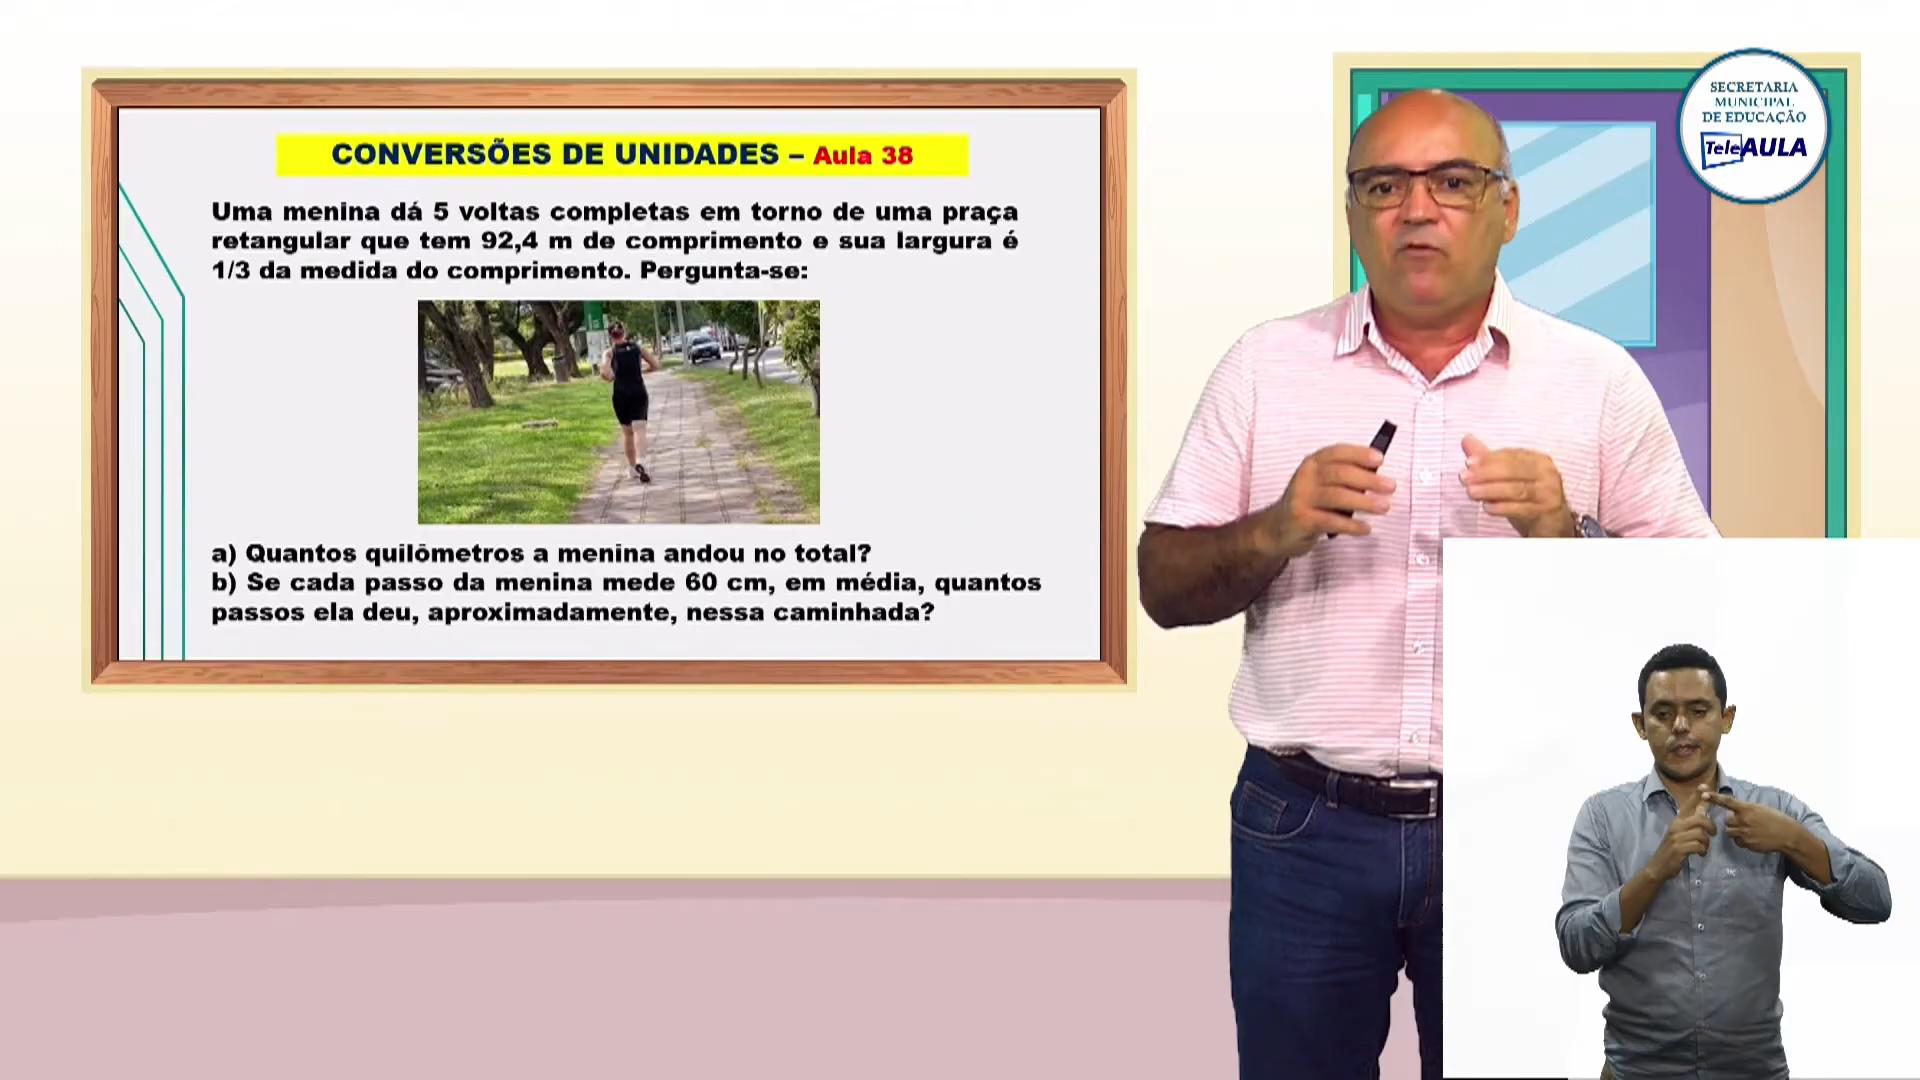 CONVERSÕES DE UNIDADES – Aula 38
Uma menina dá 5 voltas completas em torno de uma praça
retangular que tem 92,4 m de comprimento e sua largura é
1/3 da medida do comprimento. Pergunta-se:
a) Quantos quilômetros a menina andou no total?
b) Se cada passo da menina mede 60 cm, em média, quantos
passos ela deu, aproximadamente, nessa caminhada?
SECRETARIA
MUNICIPAL
DE EDUCAÇÃO
TeleAULA